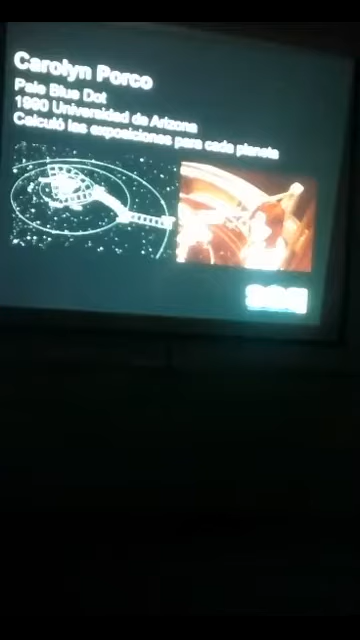 Carolyn Porco
Pale Blue Dot
1990 Universidad de Arizona
Calculó las exposiciones para cada planeta